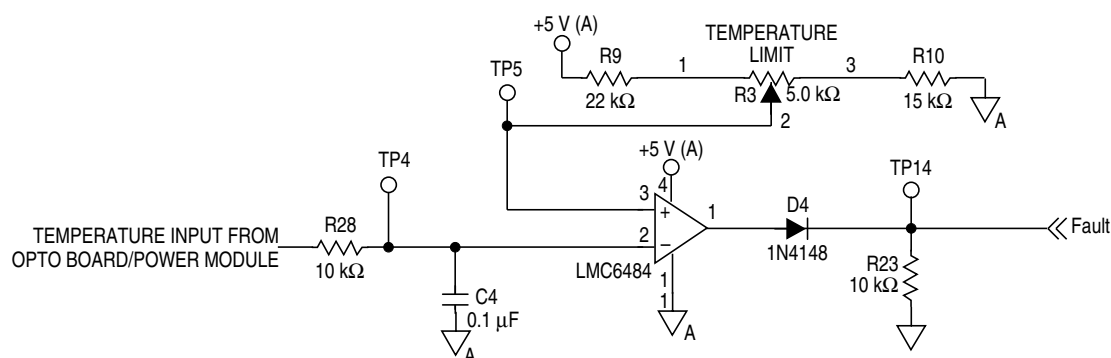 +5 V (A)
TEMPERATURE
LIMIT
R9
1
3
R10
TP5
22 kΩ
R3
5.0 kΩ
15 kΩ
2
A
+5 V (A)
TP4
4
TP14
3
+
1
D4
R28
2
−
TEMPERATURE INPUT FROM
OPTO BOARD/POWER MODULE
10 kΩ
LMC6484
1N4148
Fault
1
1
C4
0.1 µF
R23
10 kΩ
A
A